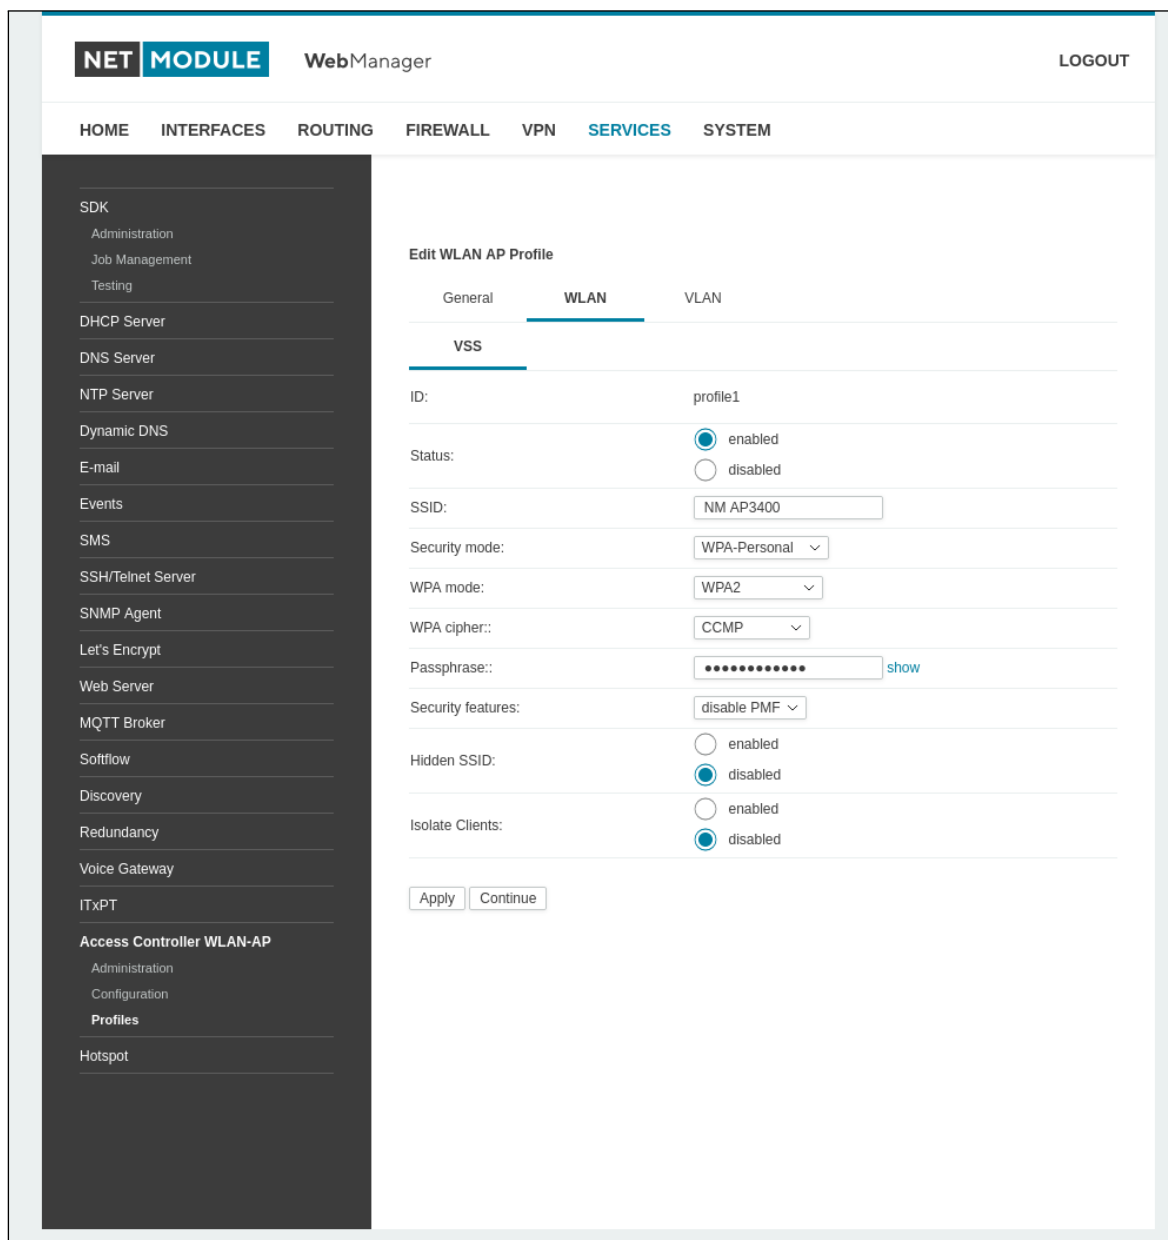 NET MODULE WebManager LOGOUT
HOME INTERFACES ROUTING FIREWALL VPN SERVICES SYSTEM
SDK
Administration
Job Management
Testing
DHCP Server
DNS Server
NTP Server
Dynamic DNS
E-mail
Events
SMS
SSH/Telnet Server
SNMP Agent
Let's Encrypt
Web Server
MQTT Broker
Softflow
Discovery
Redundancy
Voice Gateway
ITxPT
Access Controller WLAN-AP
Administration
Configuration
Profiles
Hotspot
Edit WLAN AP Profile
General WLAN VLAN
VSS
ID: profile1
Status: enabled
disabled
SSID: NM AP3400
Security mode: WPA-Personal
WPA mode: WPA2
WPA cipher:: CCMP
Passphrase:: ●●●●●●●●●●●● show
Security features: disable PMF
Hidden SSID: enabled
disabled
Isolate Clients: enabled
disabled
Apply Continue